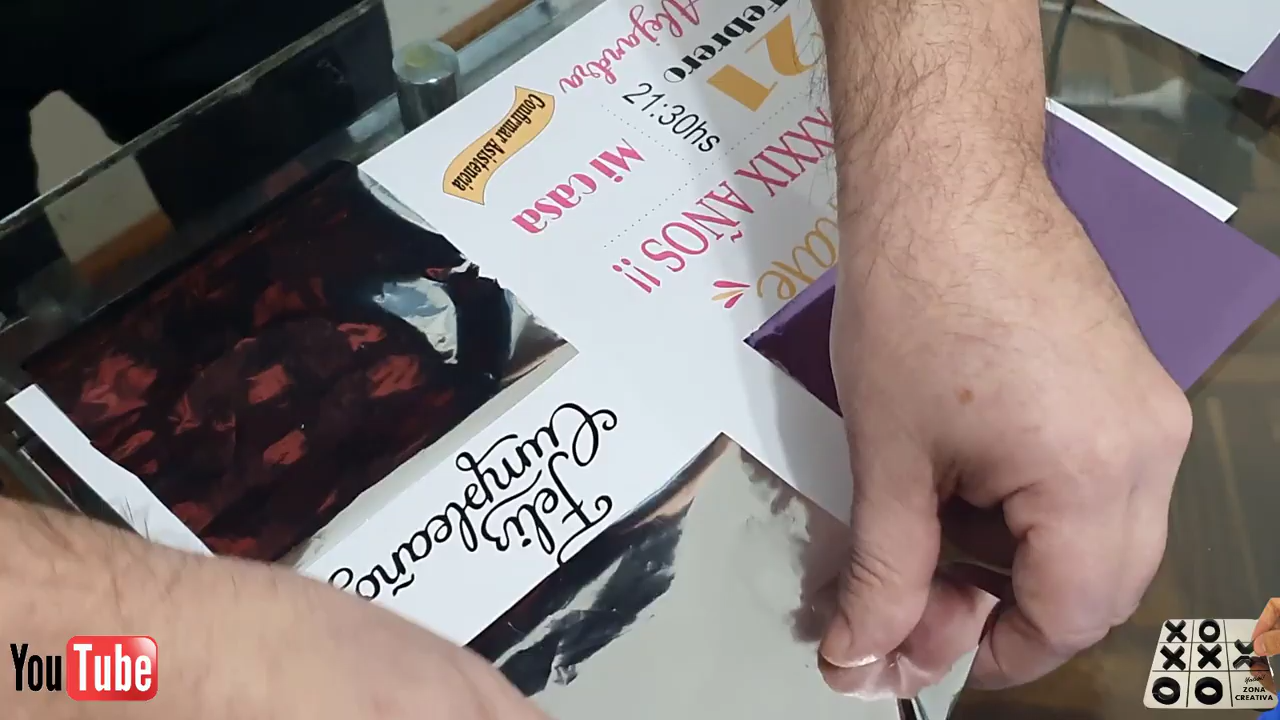 Alejandra
21
Febrero
21:30hs
Mi Casa
Confirmar Asistencia
XXXIX AÑOS!!
Feliz
Cumpleaños
YouTube
X O
X X X
O O
ZONA
CREATIVA